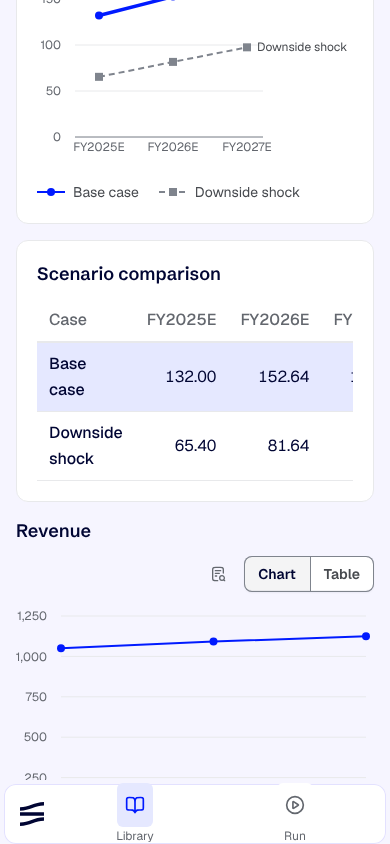 100
Downside shock
50
0
FY2025E FY2026E FY2027E
Base case Downside shock
Scenario comparison
Case FY2025E FY2026E FY
Base
case
132.00 152.64
Downside
shock
65.40 81.64
Revenue
Chart Table
1,250
1,000
750
500
250
Library Run